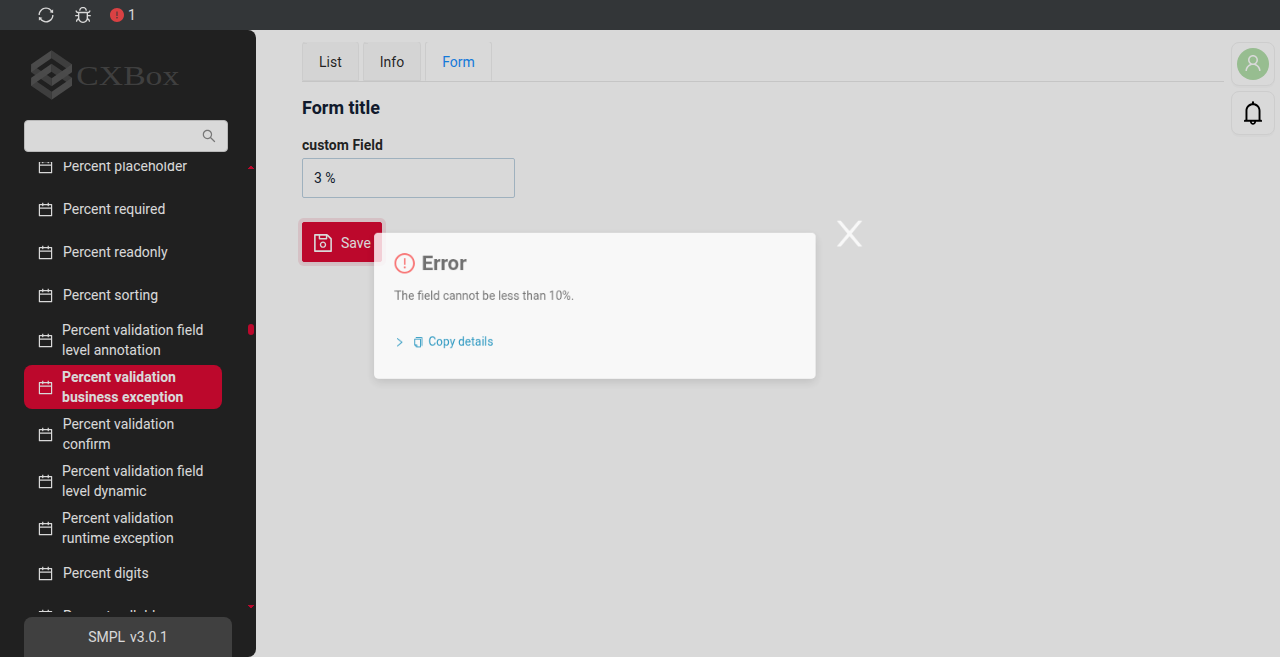 1
CXBox
Percent placeholder
Percent required
Percent readonly
Percent sorting
Percent validation field
level annotation
Percent validation
business exception
Percent validation
confirm
Percent validation field
level dynamic
Percent validation
runtime exception
Percent digits
SMPL v3.0.1
List
Info
Form
Form title
custom Field
3 %
Save
Error
The field cannot be less than 10%.
Copy details